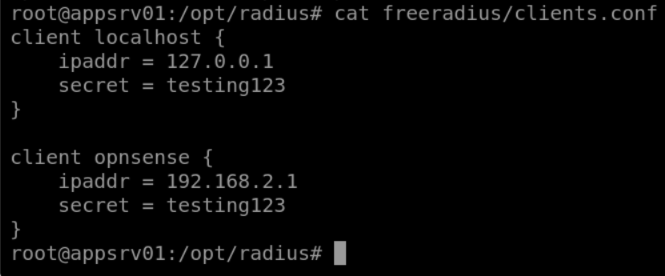 root@appsrv01:/opt/radius# cat freeradius/clients.conf
client localhost {
    ipaddr = 127.0.0.1
    secret = testing123
}

client opnsense {
    ipaddr = 192.168.2.1
    secret = testing123
}
root@appsrv01:/opt/radius#